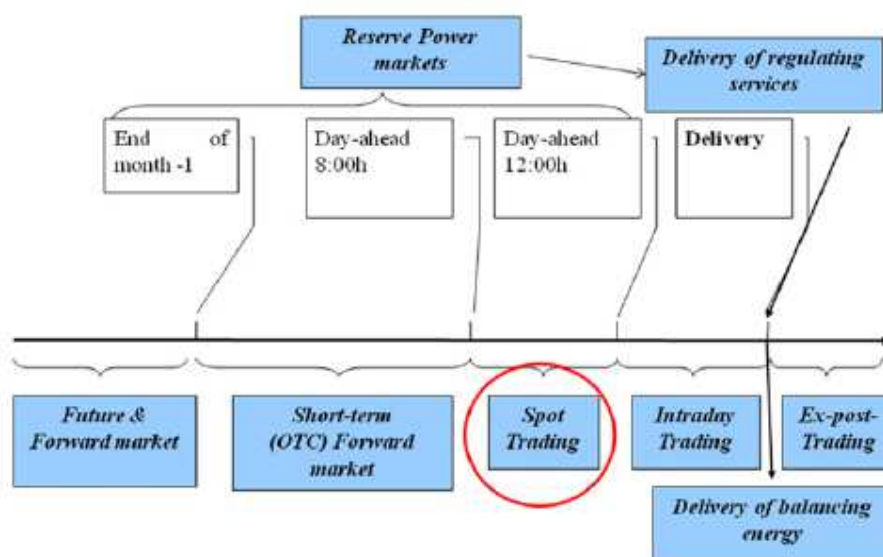 Reserve Power
markets
Delivery of regulating
services
End of
month -1
Day-ahead
8:00h
Day-ahead
12:00h
Delivery
Future &
Forward market
Short-term
(OTC) Forward
market
Spot
Trading
Intraday
Trading
Ex-post-
Trading
Delivery of balancing
energy